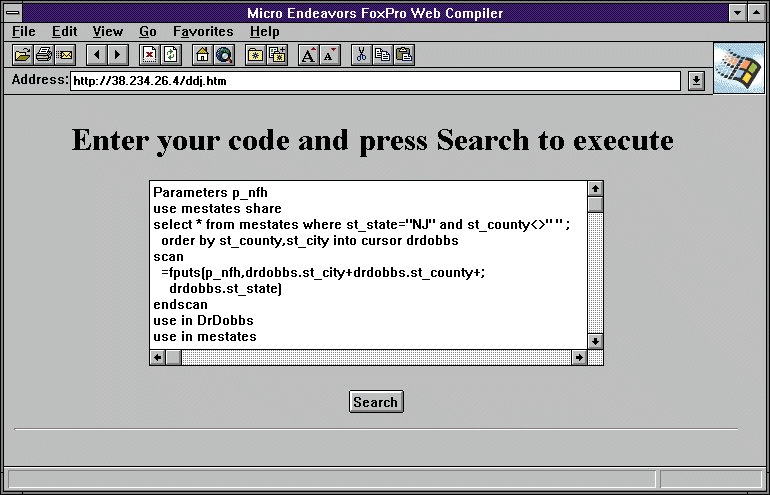 Micro Endeavors FoxPro Web Compiler
File Edit View Go Favorites Help
A A
Address: http://38.234.26.4/ddj.htm
Enter your code and press Search to execute
Parameters p_nfh
use mestates share
select * from mestates where st_state="NJ" and st_county<>" " ;
order by st_county,st_city into cursor drdobbs
scan
=fputs(p_nfh,drdobbs.st_city+drdobbs.st_county+;
drdobbs.st_state)
endscan
use in DrDobbs
use in mestates
Search